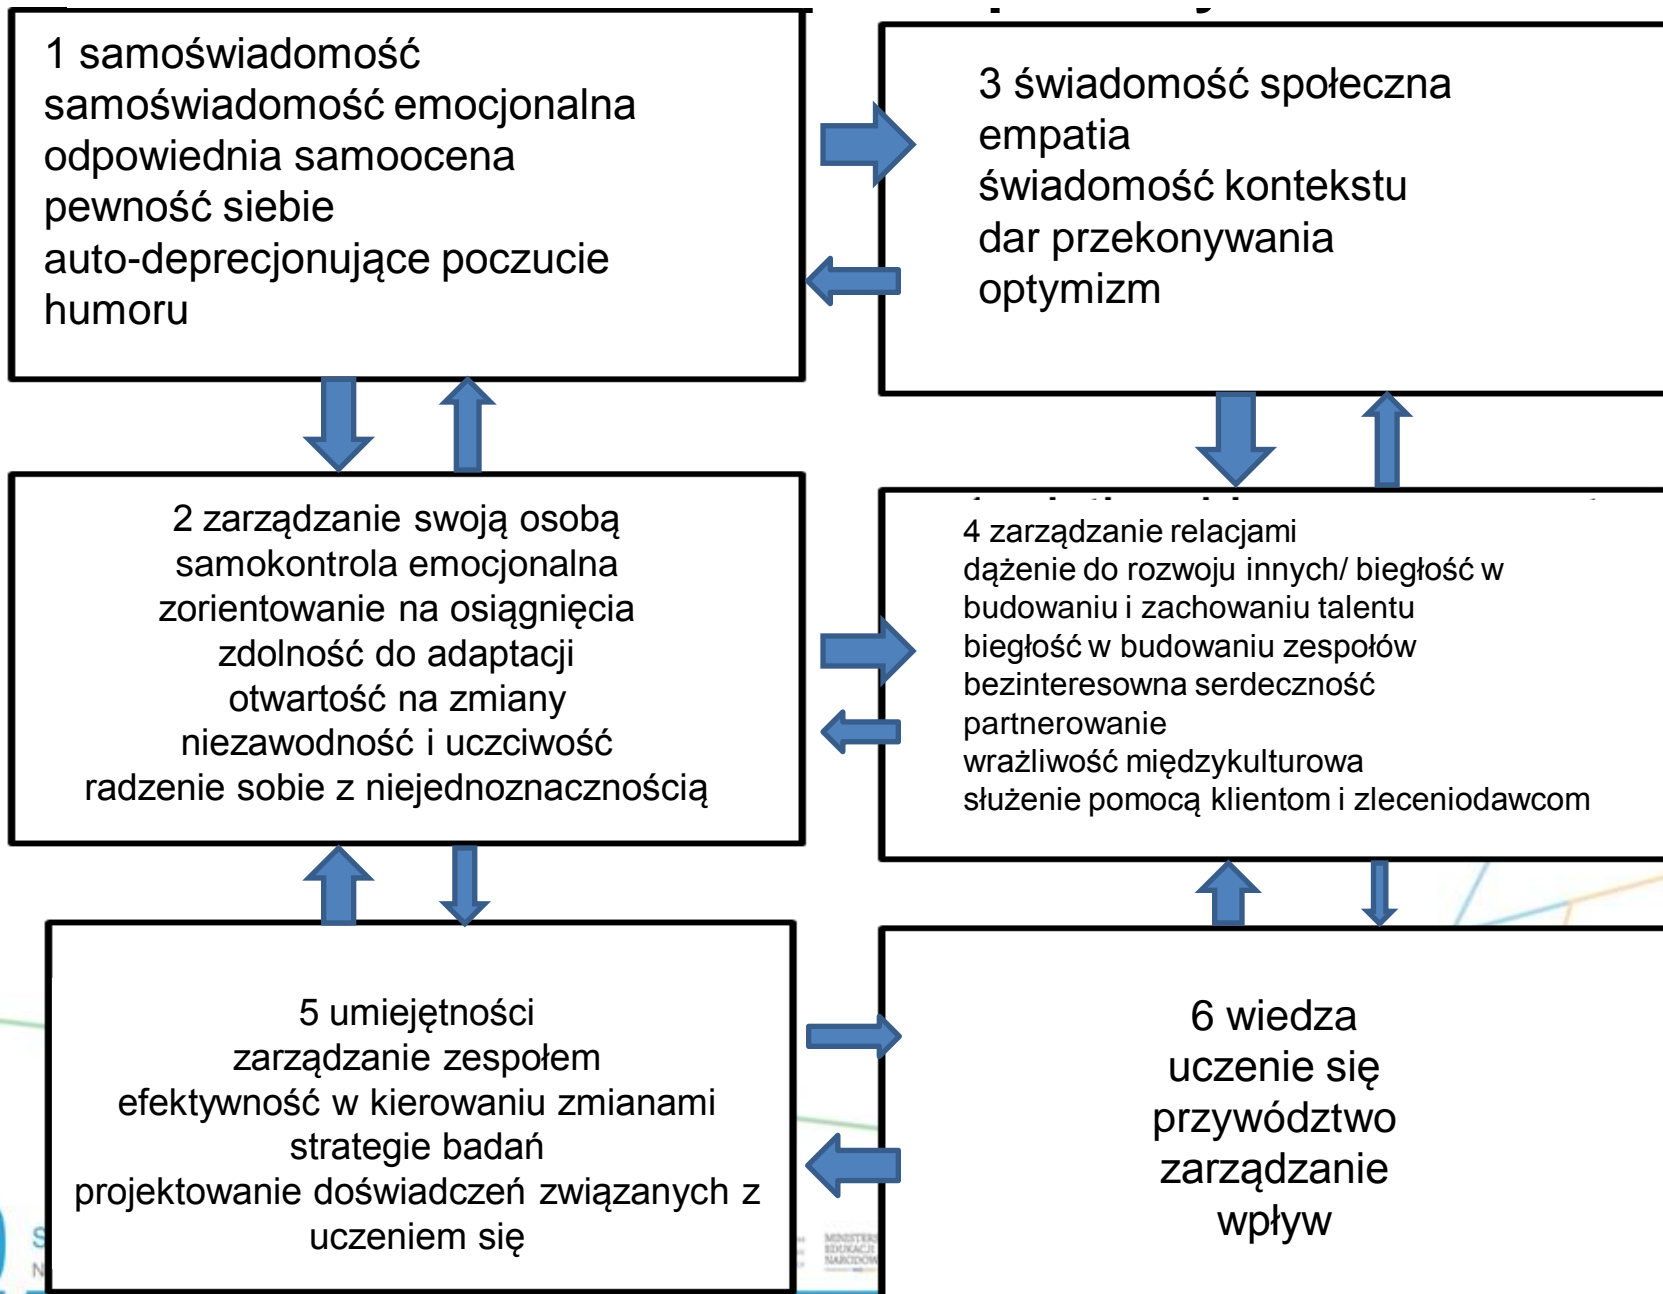 1 samoświadomość
samoświadomość emocjonalna
odpowiednia samoocena
pewność siebie
auto-deprecjonujące poczucie
humoru
3 świadomość społeczna
empatia
świadomość kontekstu
dar przekonywania
optymizm
2 zarządzanie swoją osobą
samokontrola emocjonalna
zorientowanie na osiągnięcia
zdolność do adaptacji
otwartość na zmiany
niezawodność i uczciwość
radzenie sobie z niejednoznacznością
4 zarządzanie relacjami
dążenie do rozwoju innych/ biegłość w
budowaniu i zachowaniu talentu
biegłość w budowaniu zespołów
bezinteresowna serdeczność
partnerowanie
wrażliwość międzykulturowa
służenie pomocą klientom i zleceniodawcom
5 umiejętności
zarządzanie zespołem
efektywność w kierowaniu zmianami
strategie badań
projektowanie doświadczeń związanych z
uczeniem się
6 wiedza
uczenie się
przywództwo
zarządzanie
wpływ